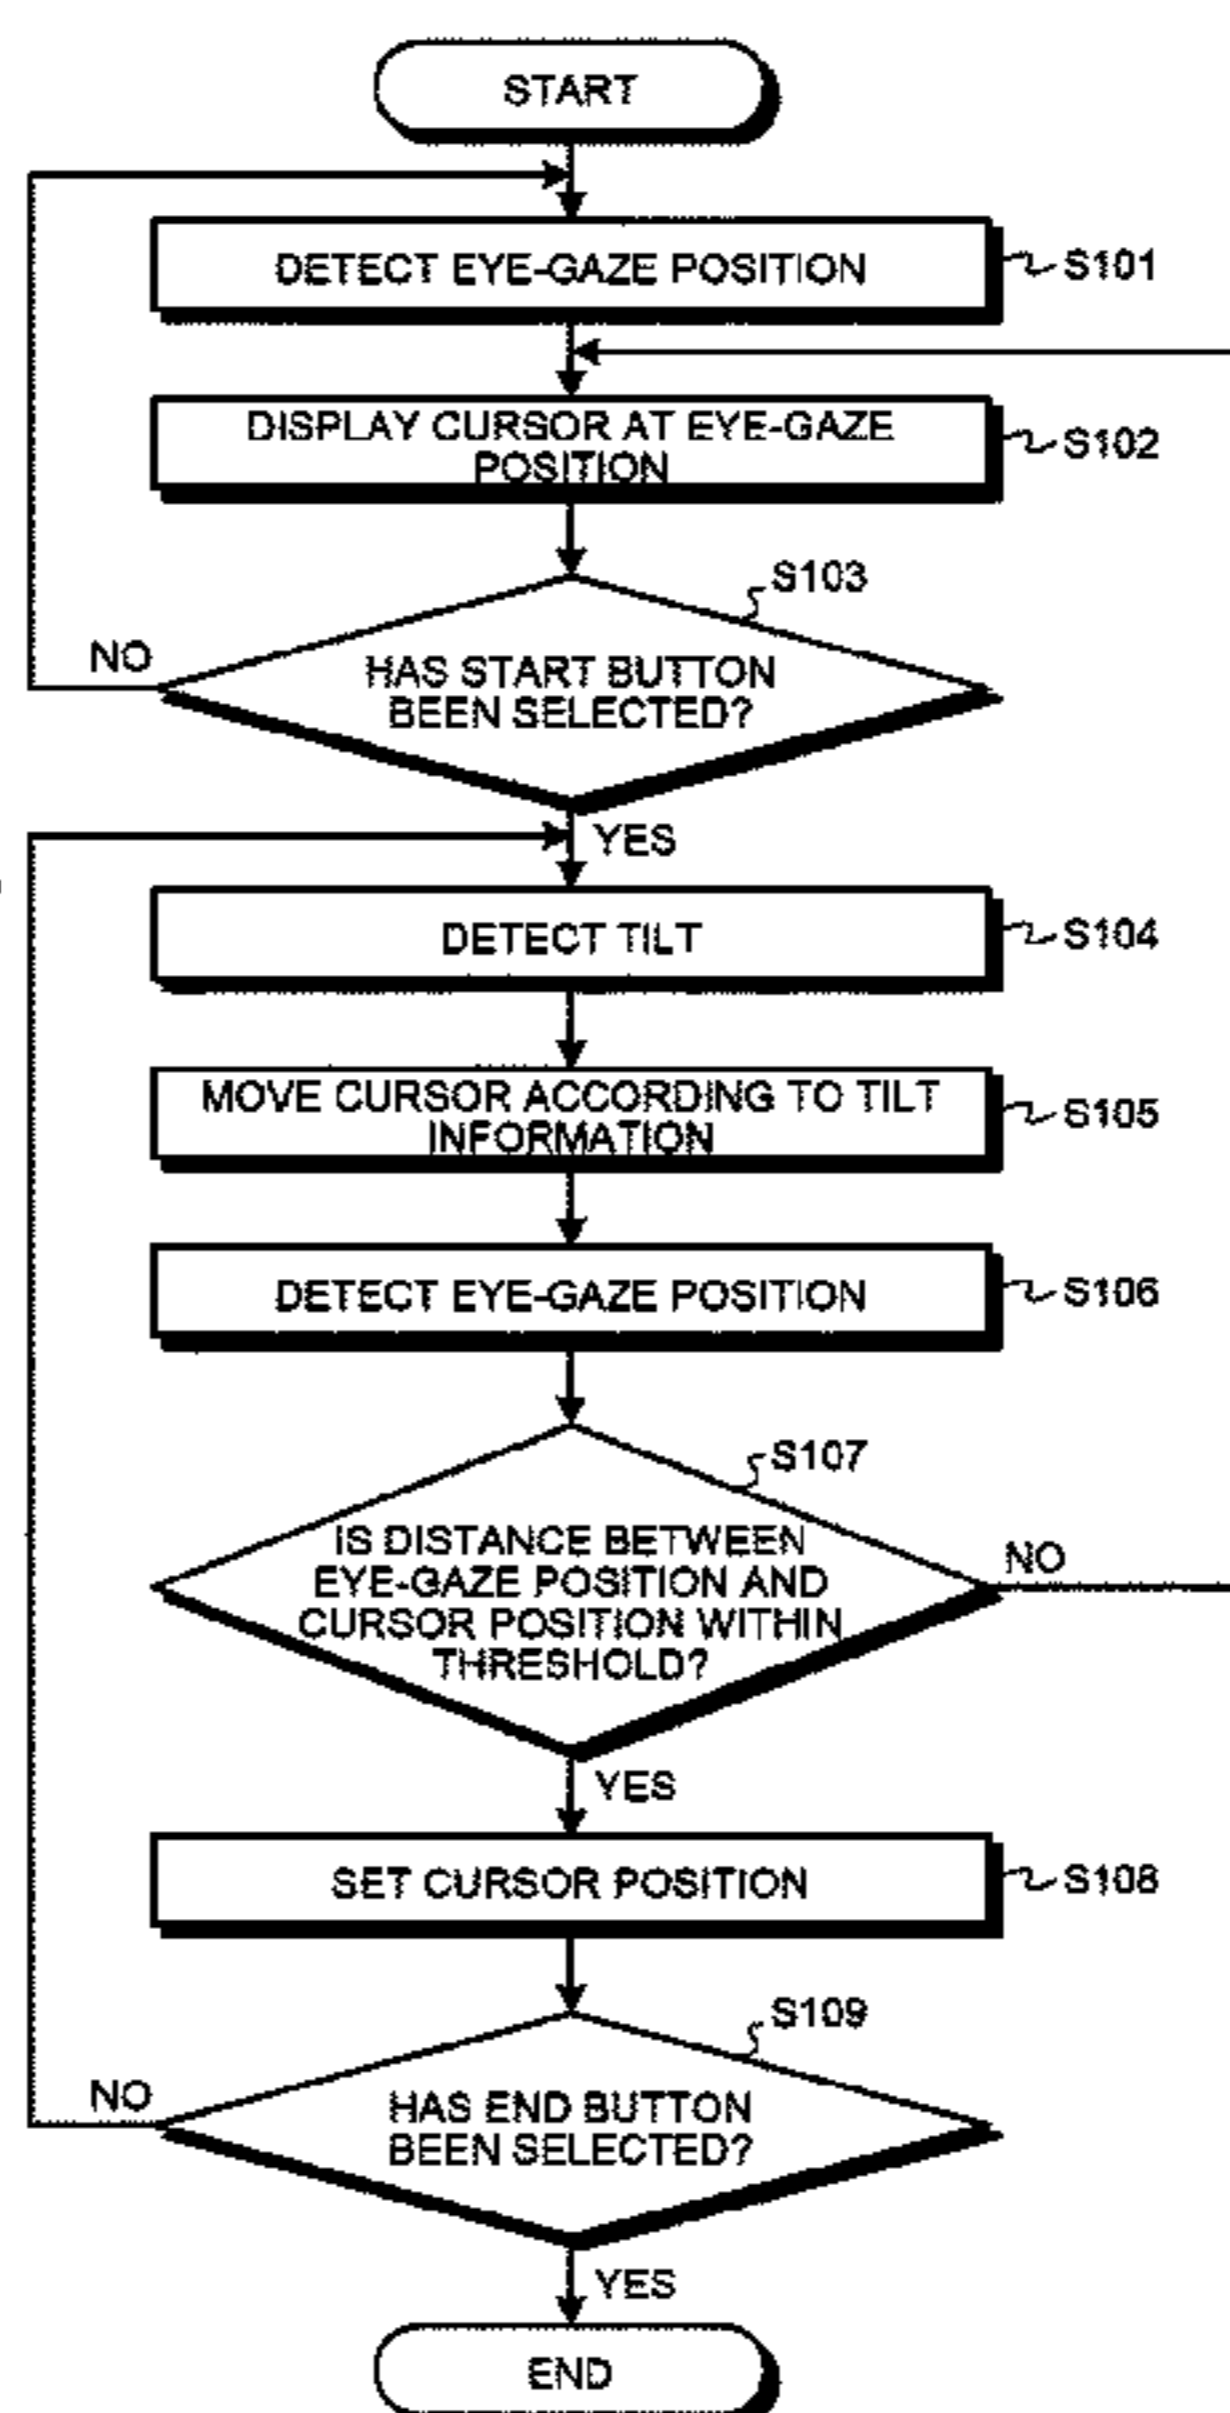 START
DETECT EYE-GAZE POSITION
S101
DISPLAY CURSOR AT EYE-GAZE
POSITION
S102
S103
HAS START BUTTON
BEEN SELECTED?
NO
YES
DETECT TILT
S104
MOVE CURSOR ACCORDING TO TILT
INFORMATION
S105
DETECT EYE-GAZE POSITION
S106
S107
IS DISTANCE BETWEEN
EYE-GAZE POSITION AND
CURSOR POSITION WITHIN
THRESHOLD?
NO
YES
SET CURSOR POSITION
S108
S109
HAS END BUTTON
BEEN SELECTED?
NO
YES
END